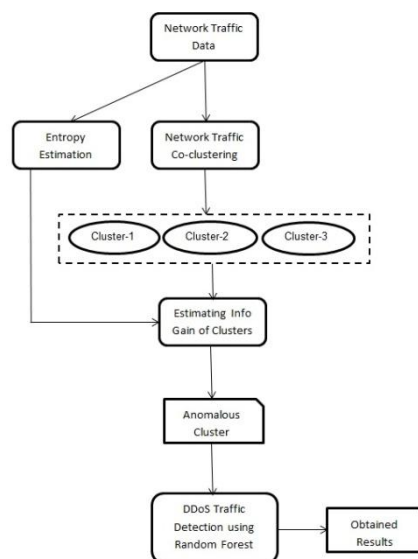 Network Traffic
Data
Entropy
Estimation
Network Traffic
Co-clustering
Cluster-1
Cluster-2
Cluster-3
Estimating Info
Gain of Clusters
Anomalous
Cluster
DDoS Traffic
Detection using
Random Forest
Obtained
Results